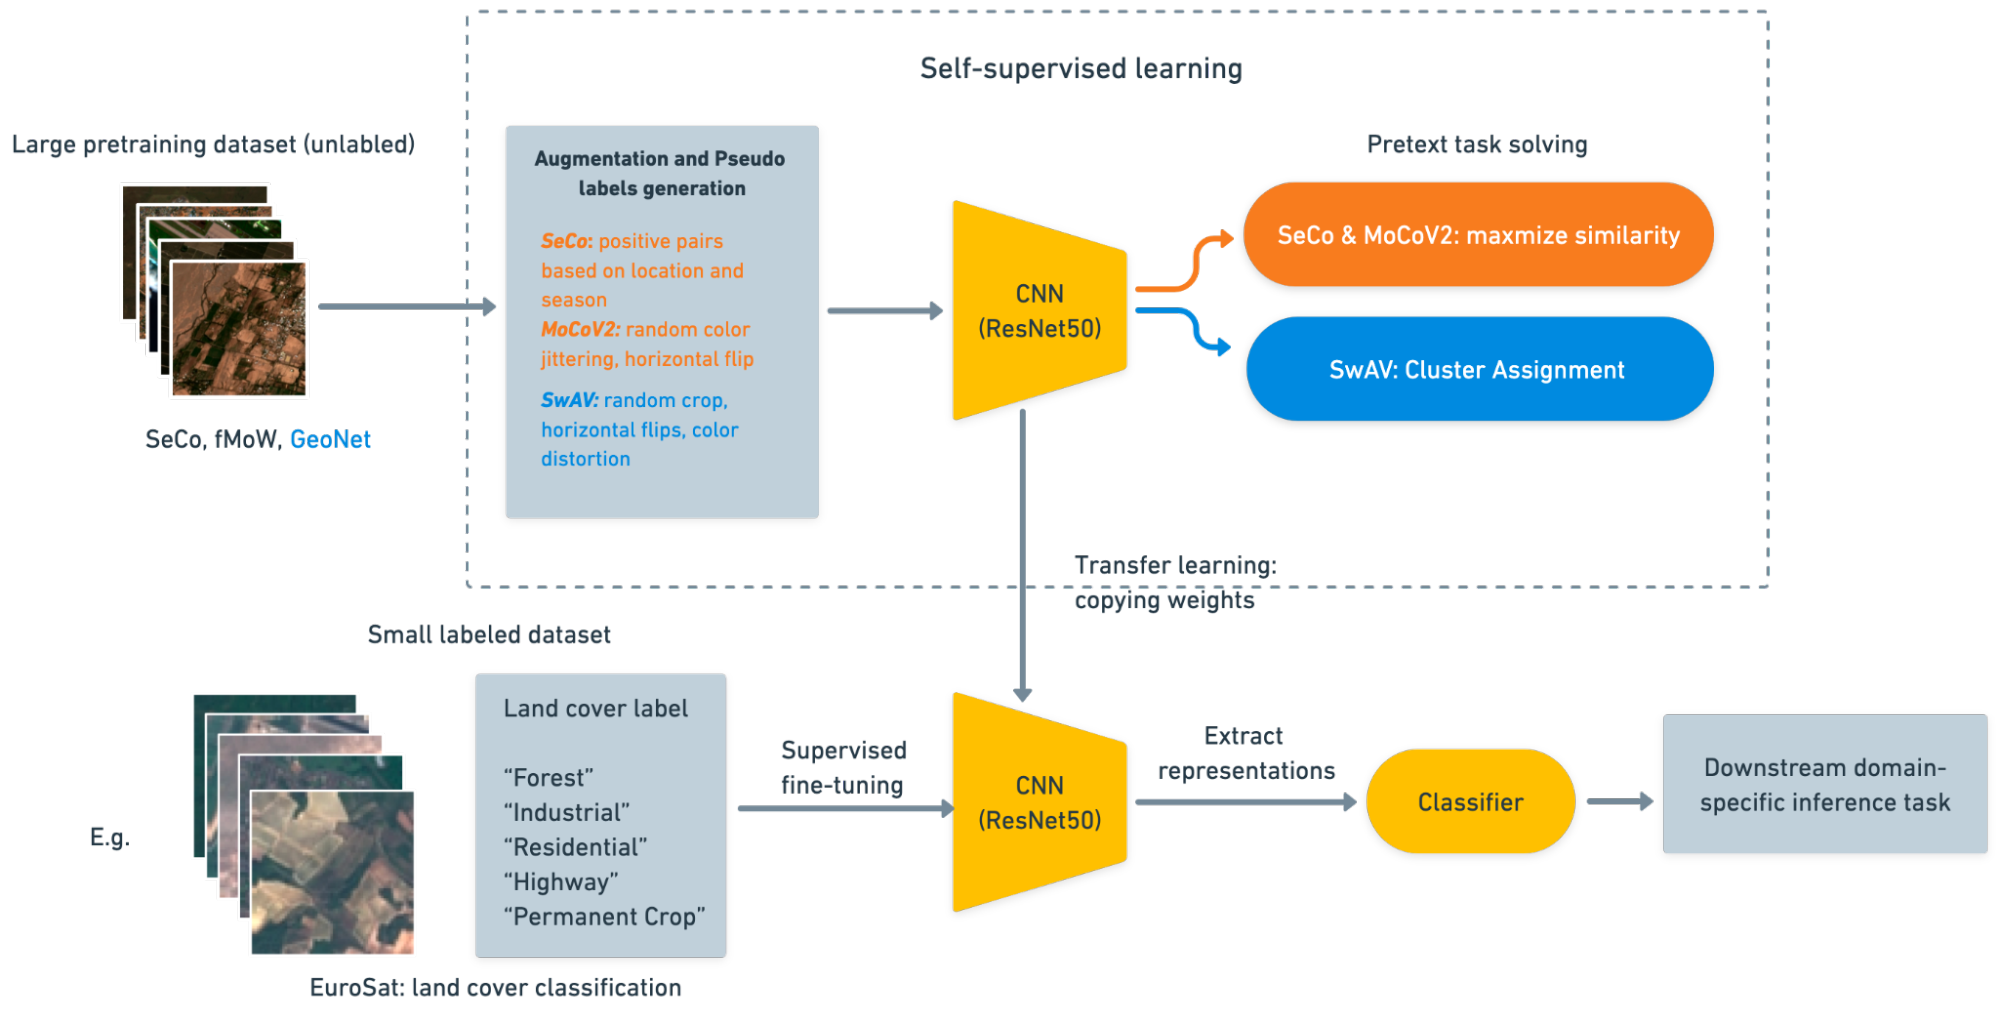 Self-supervised learning
Large pretraining dataset (unlabled)
SeCo, fMoW, GeoNet
Augmentation and Pseudo
labels generation
SeCo: positive pairs
based on location and
season
MoCoV2: random color
jittering, horizontal flip
SwAV: random crop,
horizontal flips, color
distortion
CNN
(ResNet50)
Pretext task solving
SeCo & MoCoV2: maxmize similarity
SwAV: Cluster Assignment
Transfer learning:
copying weights
Small labeled dataset
E.g.
Land cover label
“Forest”
“Industrial”
“Residential”
“Highway”
“Permanent Crop”
EuroSat: land cover classification
Supervised
fine-tuning
CNN
(ResNet50)
Extract
representations
Classifier
Downstream domain-
specific inference task